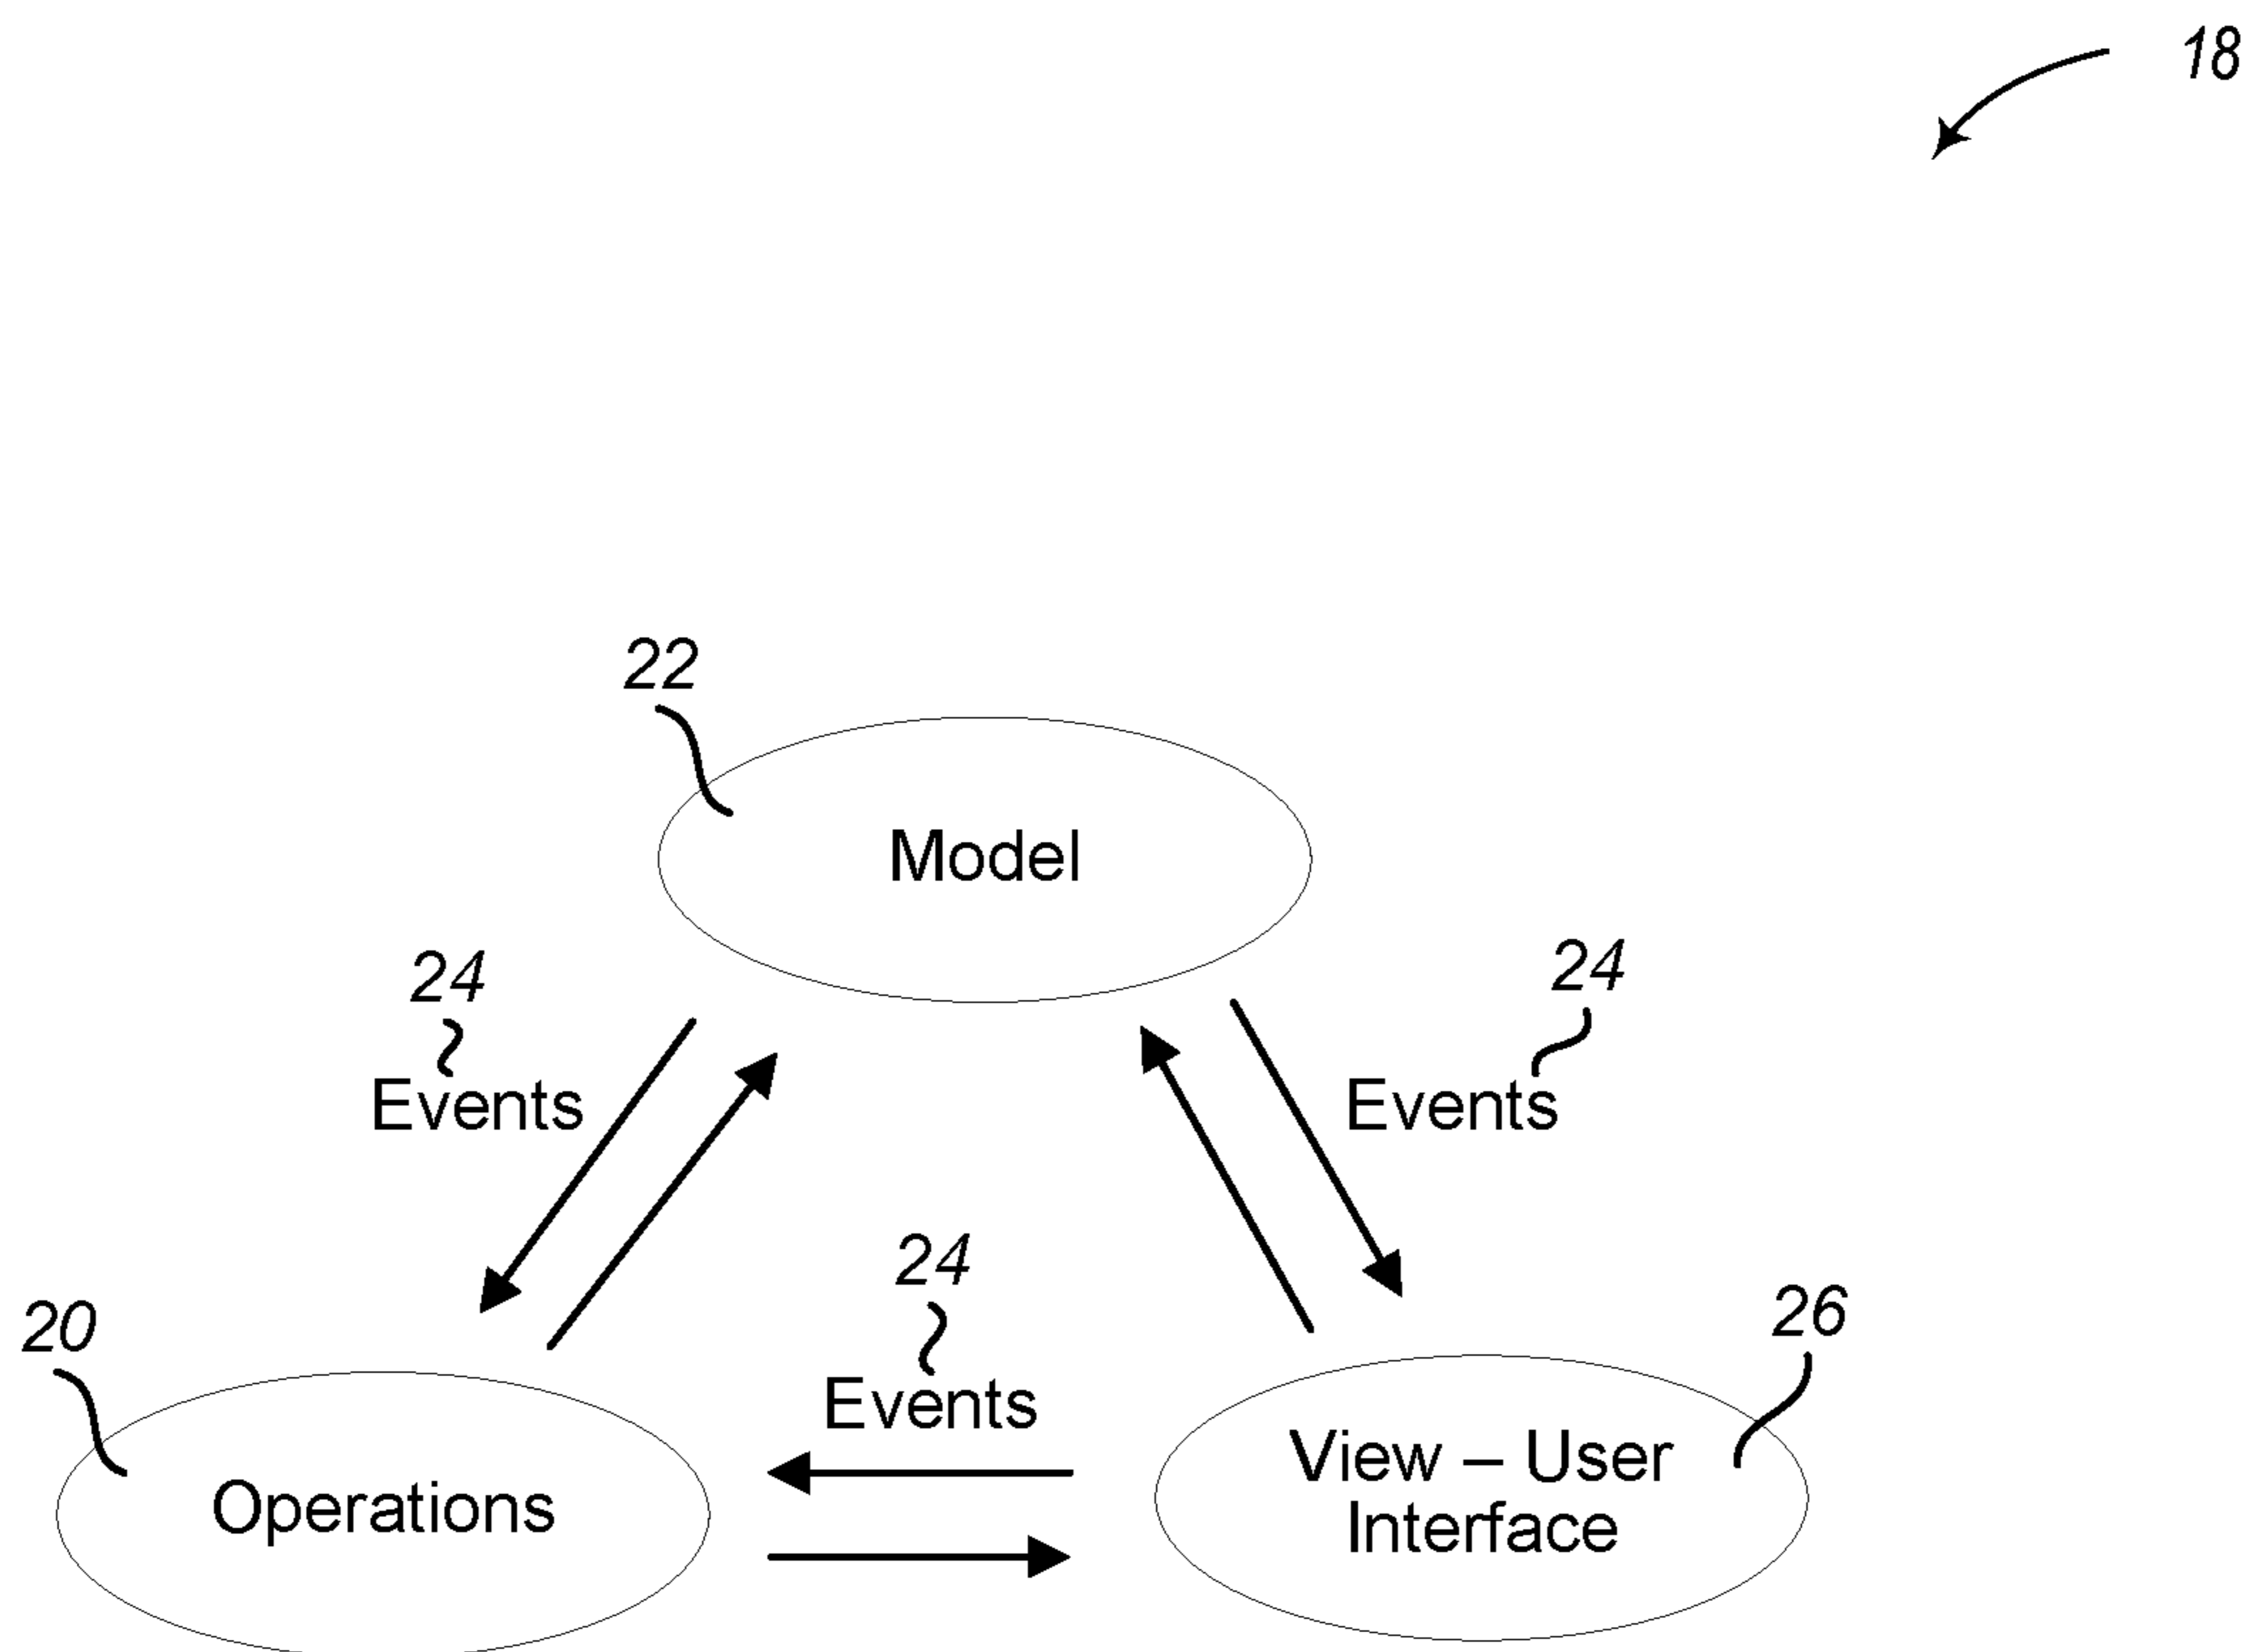 18
22
Model
24
24
Events
Events
24
20
26
Events
View – User
Interface
Operations